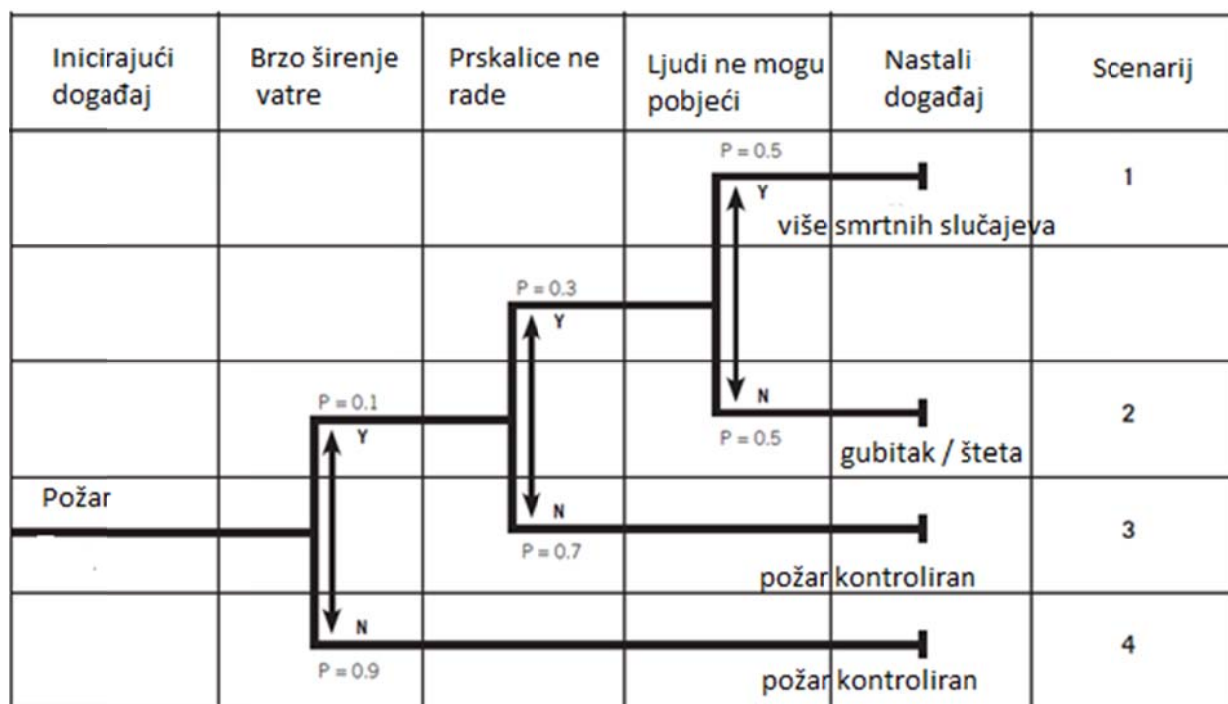 Inicirajući
događaj
Brzo širenje
vatre
Prskalice ne
rade
Ljudi ne mogu
pobjeći
Nastali
događaj
Scenarij
P = 0.5
Y
1
više smrtnih slučajeva
P = 0.3
Y
N
P = 0.5
2
gubitak / šteta
P = 0.1
Y
Požar
N
P = 0.7
3
požar kontroliran
N
P = 0.9
4
požar kontroliran